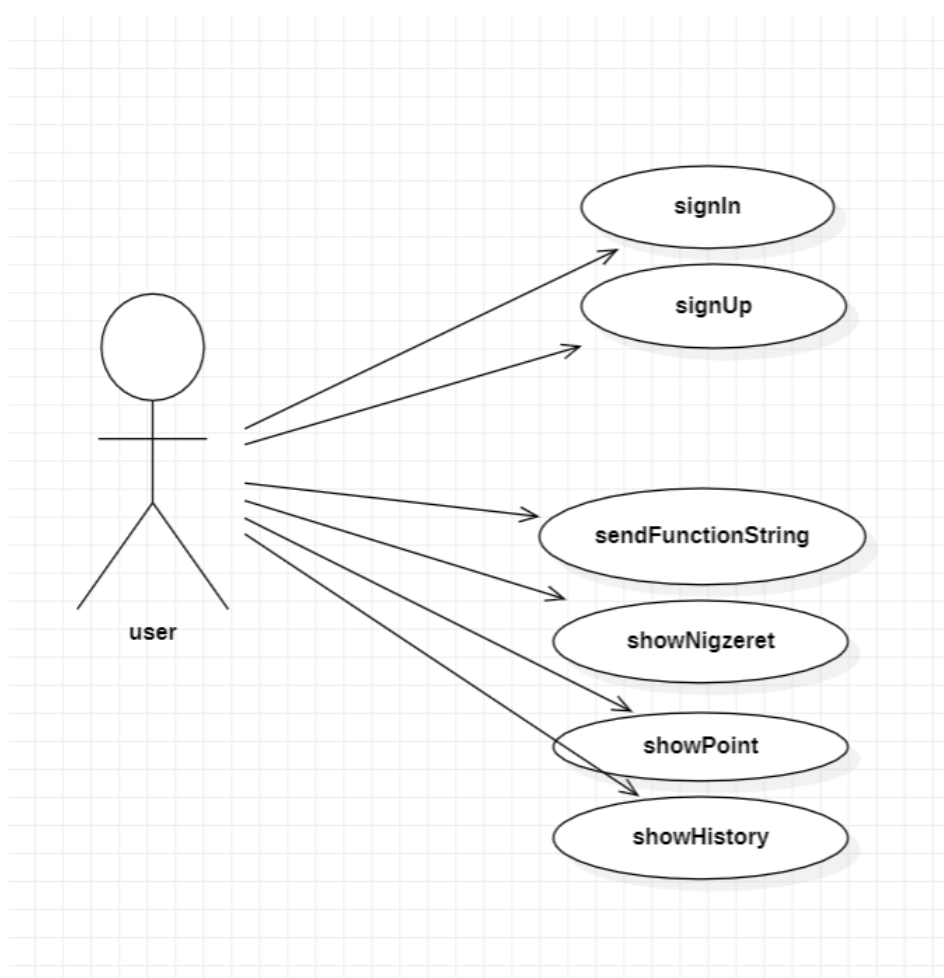 signIn
signUp
user
sendFunctionString
showNigzeret
showPoint
showHistory